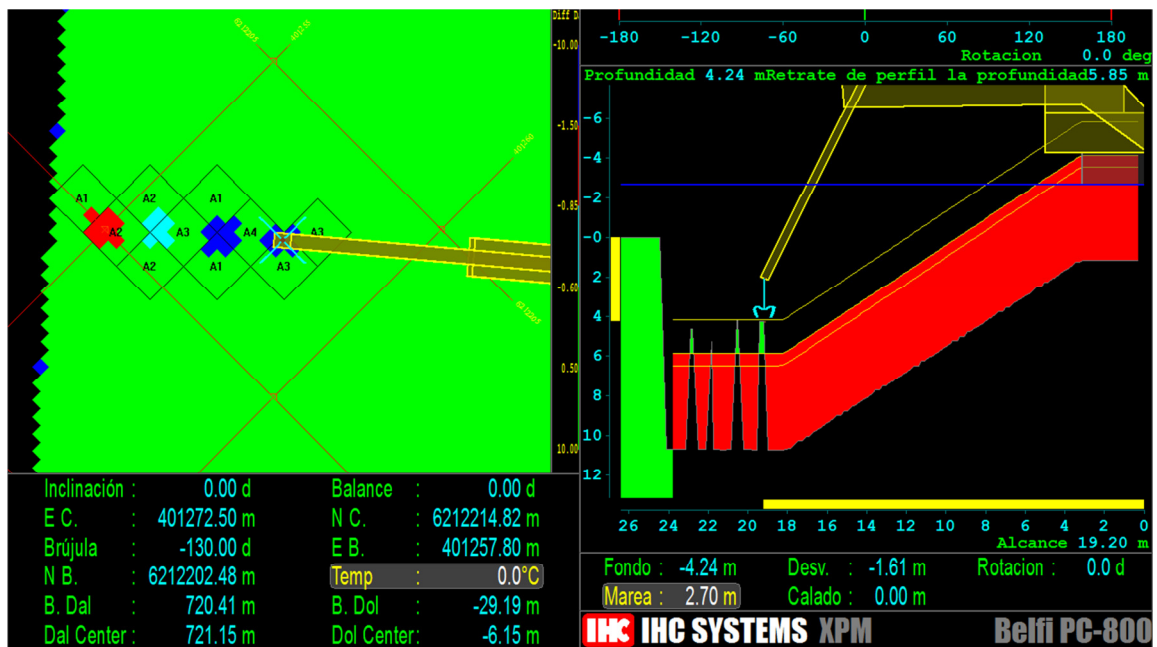 6212205
401255
Diff D
-10.00
-1.50
-0.85
-0.60
0.50
10.00
401260
6212205
A1 A2 A1
A2 A3 A4 A3
A2 A1 A3
-180 -120 -60 0 60 120 180
Rotacion 0.0 deg
Profundidad 4.24 mRetrate de perfil la profundidad5.85 m
-6
-4
-2
-0
2
4
6
8
10
12
26 24 22 20 18 16 14 12 10 8 6 4 2 0
Alcance 19.20 m
Inclinación : 0.00 d Balance : 0.00 d
E C. : 401272.50 m N C. : 6212214.82 m
Brújula : -130.00 d E B. : 401257.80 m
N B. : 6212202.48 m Temp : 0.0°C
B. Dal : 720.41 m B. Dol : -29.19 m
Dal Center : 721.15 m Dol Center : -6.15 m
Fondo : -4.24 m Desv. : -1.61 m Rotacion : 0.0 d
Marea : 2.70 m Calado : 0.00 m
IHC IHC SYSTEMS XPM Belfi PC-800